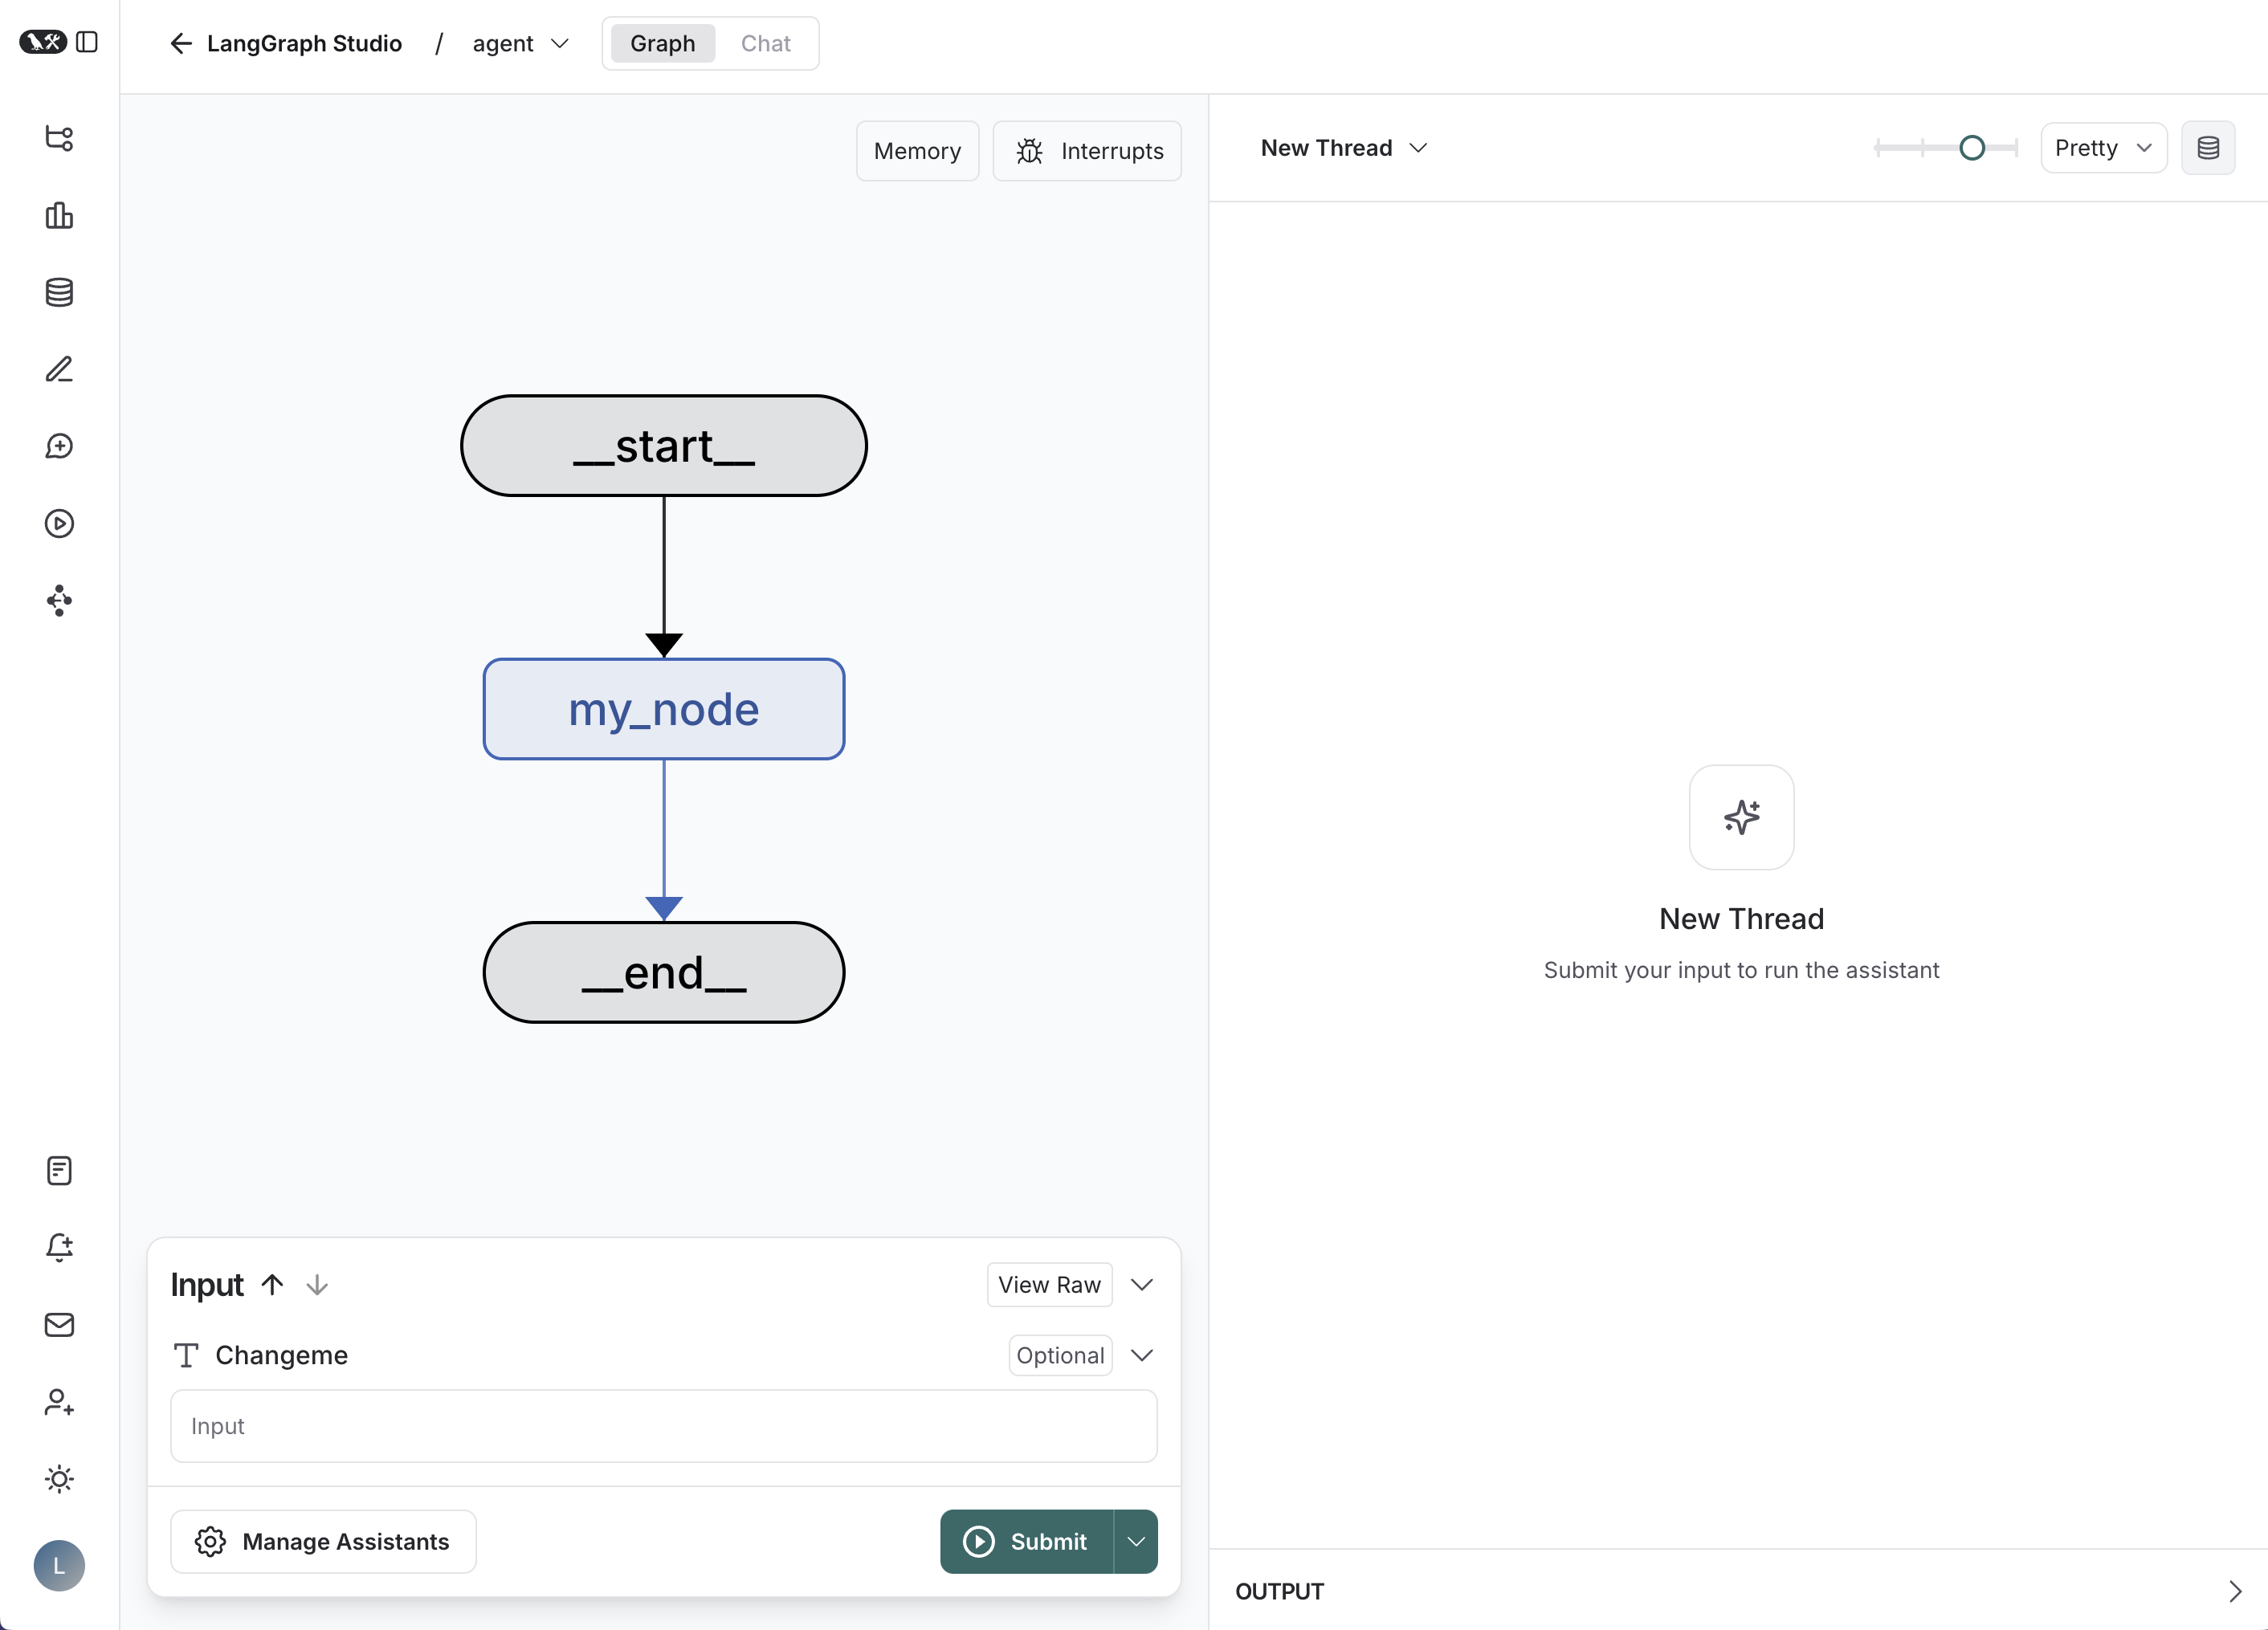 LangGraph Studio / agent
Graph Chat
Memory
Interrupts
__start__
my_node
__end__
Input
View Raw
Changeme
Optional
Input
Manage Assistants
Submit
L
New Thread
Pretty
New Thread
Submit your input to run the assistant
OUTPUT